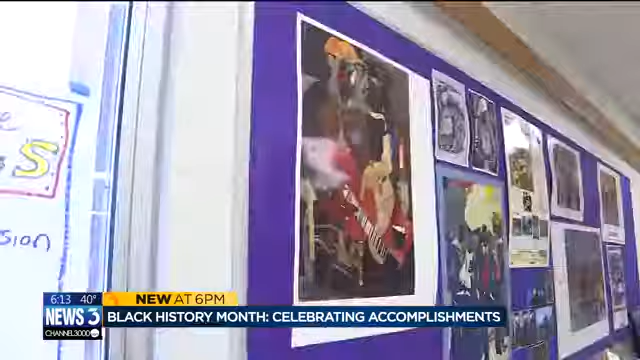 S
sion
6:13 40°
NEW AT 6PM
NEWS 3
CHANNEL3000
BLACK HISTORY MONTH: CELEBRATING ACCOMPLISHMENTS